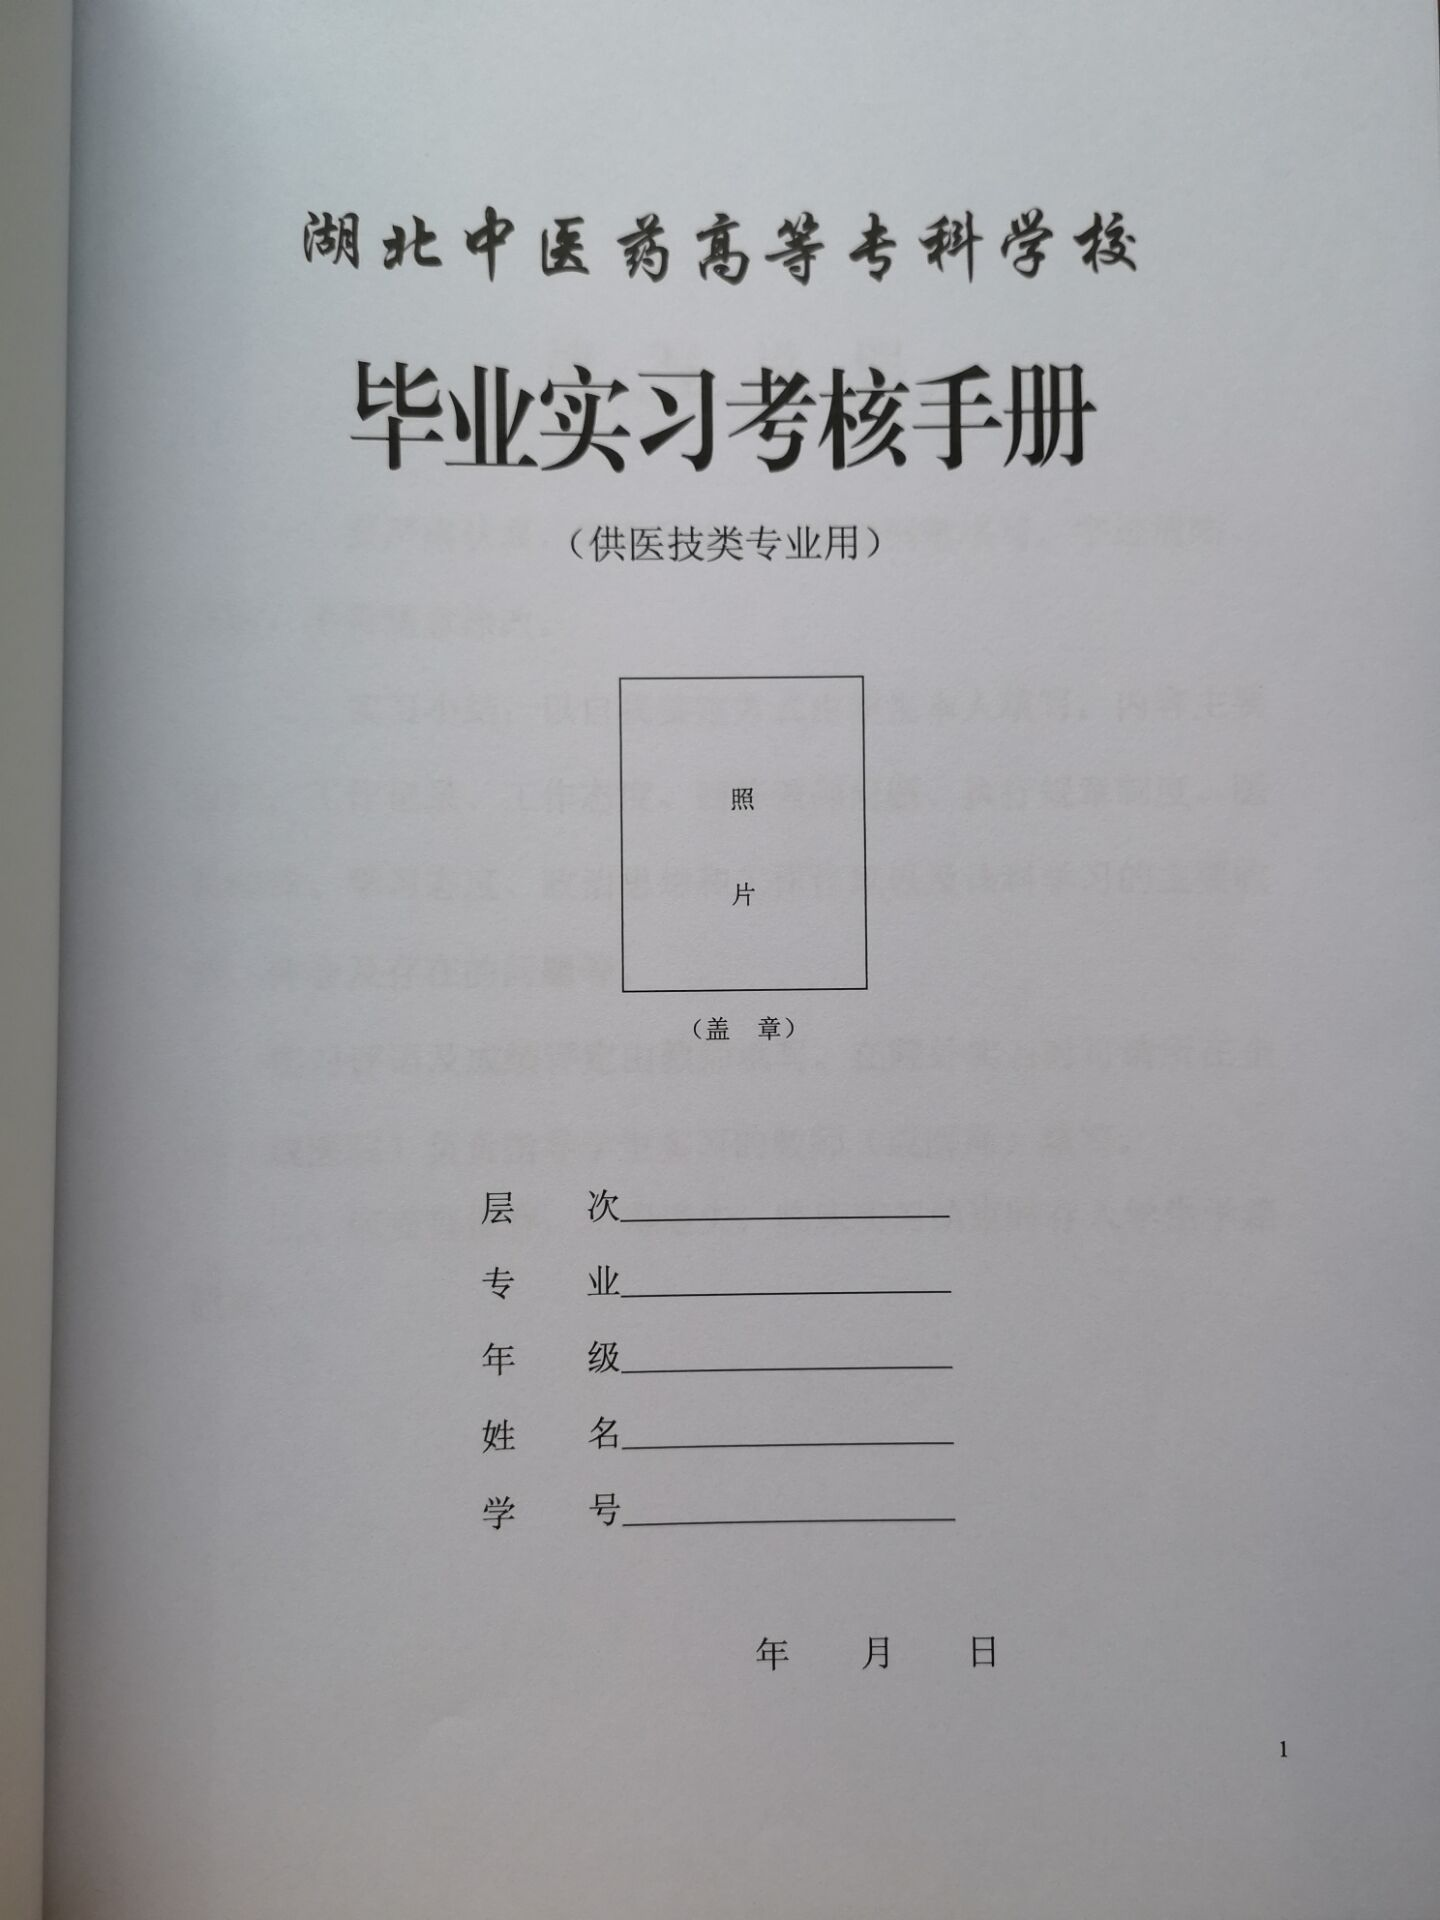 湖北中医药高等专科学校
毕业实习考核手册
（供医技类专业用）
照
片
（盖　章）
层　　次
专　　业
年　　级
姓　　名
学　　号
年　　月　　日
1